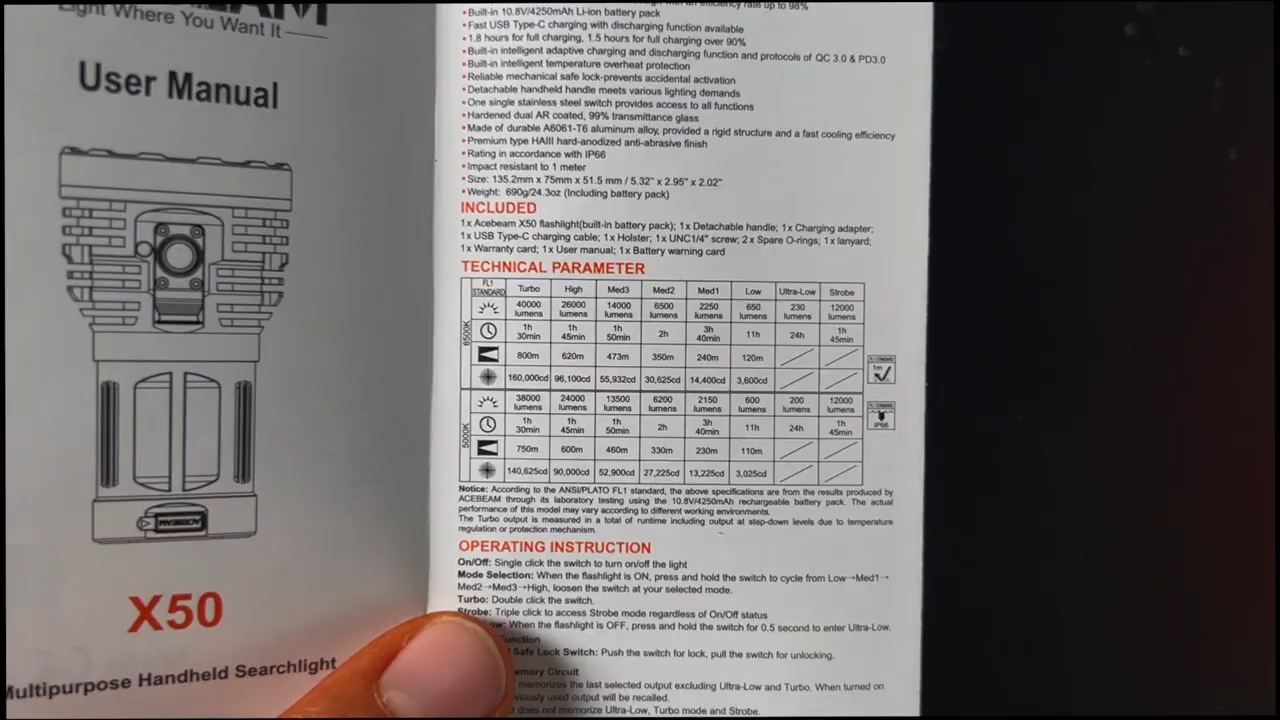 Light Where You Want It
User Manual
ACEBEAM
X50
Multipurpose Handheld Searchlight
efficiency rate up to 98%
•Built-in 10.8V/4250mAh Li-ion battery pack
•Fast USB Type-C charging with discharging function available
•1.8 hours for full charging, 1.5 hours for full charging over 90%
•Built-in intelligent adaptive charging and discharging function and protocols of QC 3.0 & PD3.0
•Built-in intelligent temperature overheat protection
•Reliable mechanical safe lock-prevents accidental activation
•Detachable handheld handle meets various lighting demands
•One single stainless steel switch provides access to all functions
•Hardened dual AR coated, 99% transmittance glass
•Made of durable A6061-T6 aluminum alloy, provided a rigid structure and a fast cooling efficiency
•Premium type HAIII hard-anodized anti-abrasive finish
•Rating in accordance with IP66
•Impact resistant to 1 meter
•Size: 135.2mm x 75mm x 51.5 mm / 5.32" x 2.95" x 2.02"
•Weight: 690g/24.3oz (Including battery pack)
INCLUDED
1x Acebeam X50 flashlight(built-in battery pack); 1x Detachable handle; 1x Charging adapter;
1x USB Type-C charging cable; 1x Holster; 1x UNC1/4" screw; 2x Spare O-rings; 1x lanyard;
1x Warranty card; 1x User manual; 1x Battery warning card
TECHNICAL PARAMETER
FL1 STANDARD Turbo High Med3 Med2 Med1 Low Ultra-Low Strobe
6500K
40000 lumens 26000 lumens 14000 lumens 6500 lumens 2250 lumens 650 lumens 230 lumens 12000 lumens
1h 30min 1h 45min 1h 50min 2h 3h 40min 11h 24h 1h 45min
800m 620m 473m 350m 240m 120m
160,000cd 96,100cd 55,932cd 30,625cd 14,400cd 3,600cd
5000K
38000 lumens 24000 lumens 13500 lumens 6200 lumens 2150 lumens 600 lumens 200 lumens 12000 lumens
1h 30min 1h 45min 1h 50min 2h 3h 40min 11h 24h 1h 45min
750m 600m 460m 330m 230m 110m
140,625cd 90,000cd 52,900cd 27,225cd 13,225cd 3,025cd
1m
IP66
Notice: According to the ANSI/PLATO FL1 standard, the above specifications are from the results produced by
ACEBEAM through its laboratory testing using the 10.8V/4250mAh rechargeable battery pack. The actual
performance of this model may vary according to different working environments.
The Turbo output is measured in a total of runtime including output at step-down levels due to temperature
regulation or protection mechanism.
OPERATING INSTRUCTION
On/Off: Single click the switch to turn on/off the light
Mode Selection: When the flashlight is ON, press and hold the switch to cycle from Low→Med1→
Med2→Med3→High, loosen the switch at your selected mode.
Turbo: Double click the switch.
Strobe: Triple click to access Strobe mode regardless of On/Off status
When the flashlight is OFF, press and hold the switch for 0.5 second to enter Ultra-Low.
Safe Lock Switch: Push the switch for lock, pull the switch for unlocking.
Circuit
memorizes the last selected output excluding Ultra-Low and Turbo. When turned on
used output will be recalled.
does not memorize Ultra-Low, Turbo mode and Strobe.